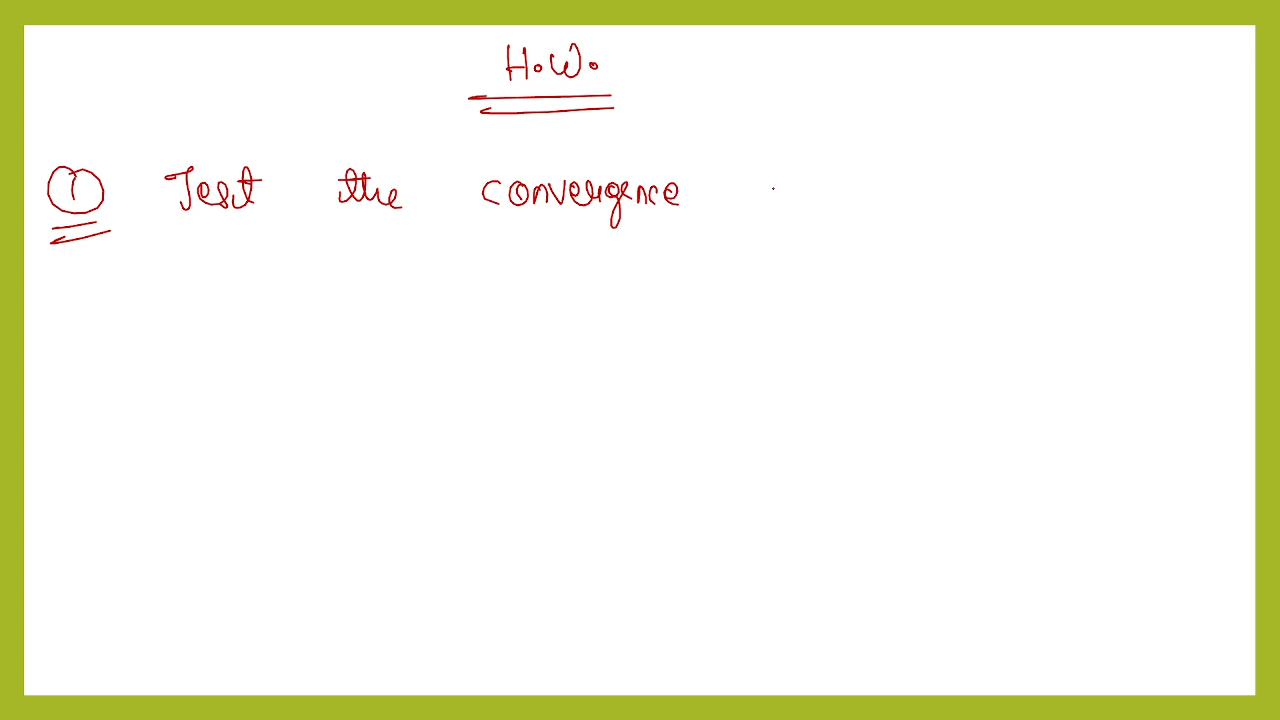 H.W.
① Test the convergence